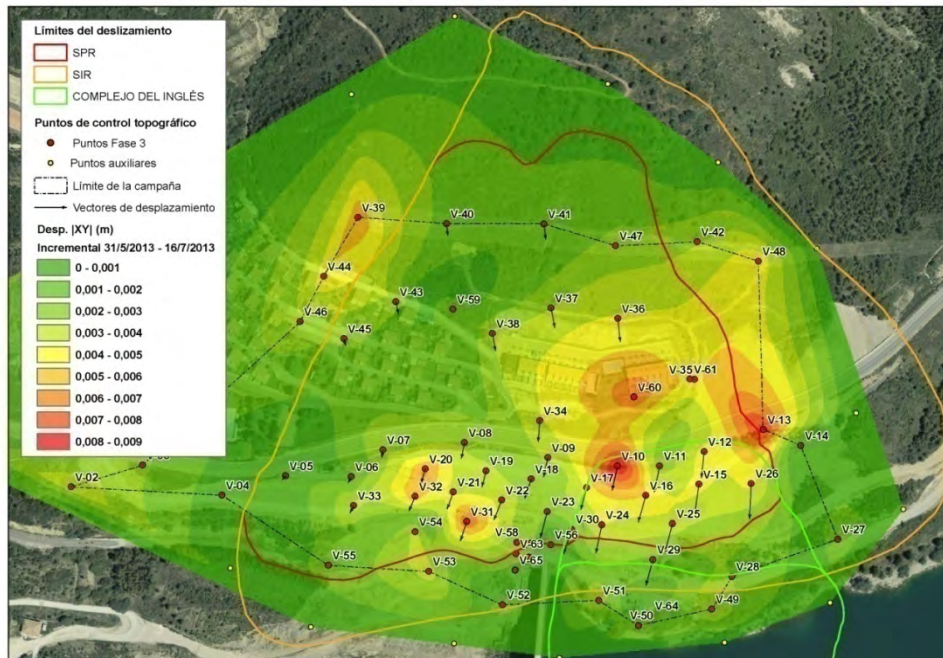 Límites del deslizamiento
SPR
SIR
COMPLEJO DEL INGLÉS
Puntos de control topográfico
Puntos Fase 3
Puntos auxiliares
Límite de la campaña
Vectores de desplazamiento
Desp. |XY| (m)
Incremental 31/5/2013 - 16/7/2013
0 - 0,001
0,001 - 0,002
0,002 - 0,003
0,003 - 0,004
0,004 - 0,005
0,005 - 0,006
0,006 - 0,007
0,007 - 0,008
0,008 - 0,009
V-39
V-40
V-41
V-47
V-42
V-48
V-44
V-43
V-59
V-37
V-36
V-46
V-45
V-38
V-35
V-61
V-60
V-34
V-13
V-14
V-07
V-08
V-09
V-12
V-02
V-05
V-06
V-20
V-19
V-18
V-10
V-11
V-04
V-33
V-32
V-21
V-22
V-17
V-16
V-15
V-26
V-31
V-23
V-54
V-58
V-30
V-24
V-25
V-27
V-63
V-56
V-55
V-53
V-65
V-29
V-28
V-52
V-51
V-50
V-64
V-49